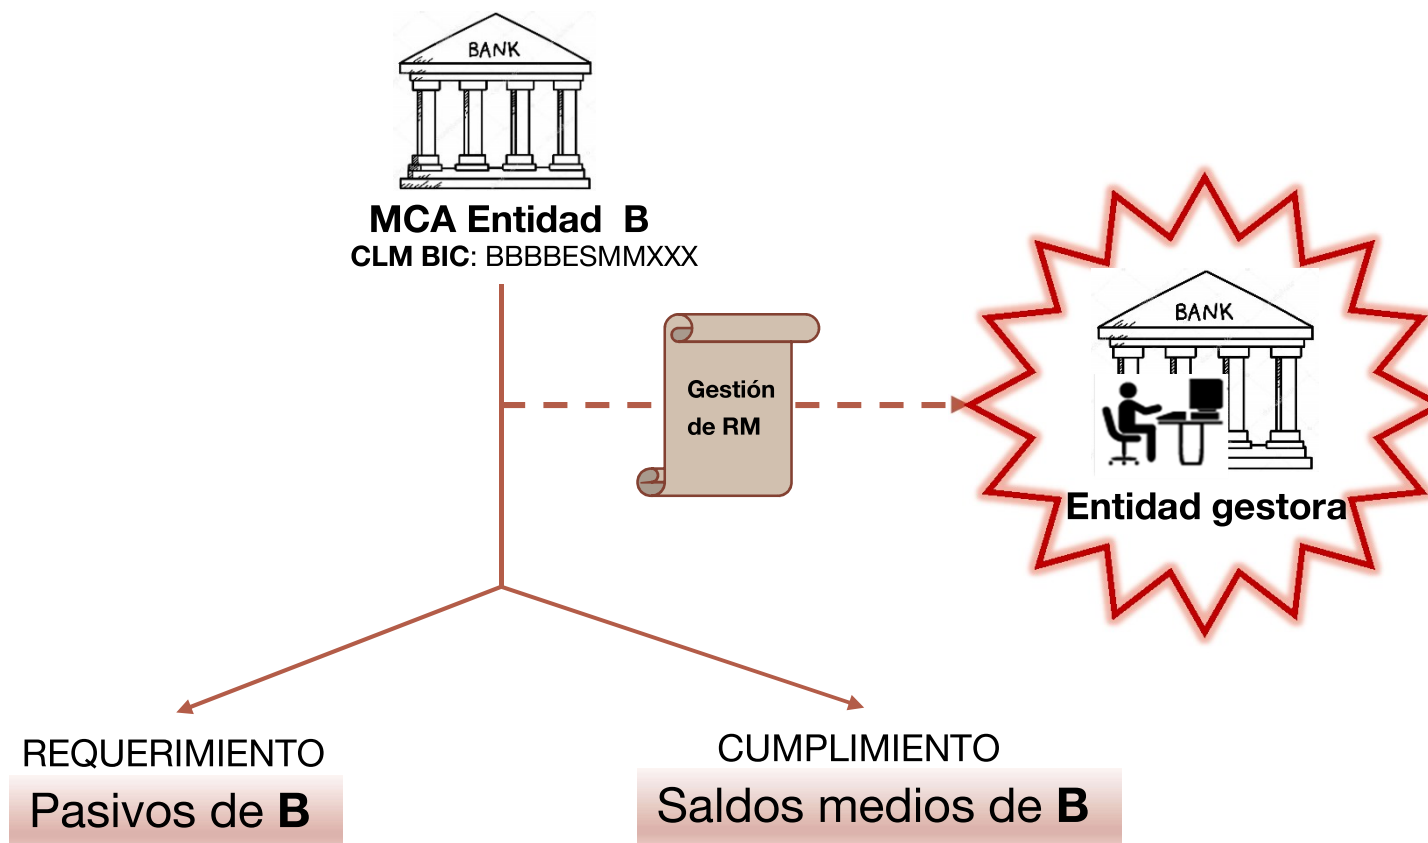 BANK
MCA Entidad B
CLM BIC: BBBBESMMXXX
BANK
Gestión
de RM
Entidad gestora
REQUERIMIENTO
Pasivos de B
CUMPLIMIENTO
Saldos medios de B